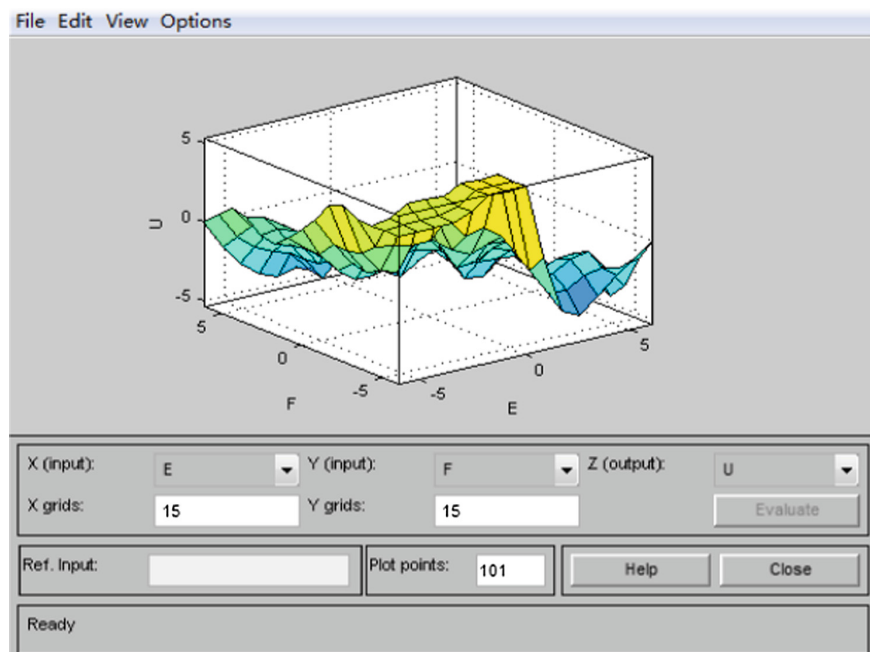 File Edit View Options
5
0
-5
U
5
0
-5
F
-5
0
5
E
X (input): E Y (input): F Z (output): U
X grids: 15 Y grids: 15 Evaluate
Ref. Input: Plot points: 101 Help Close
Ready